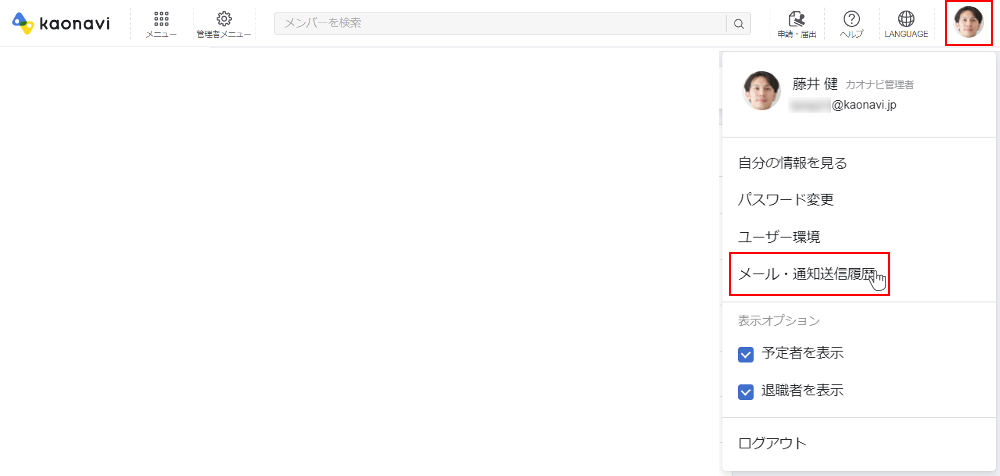 kaonavi
メニュー
管理者メニュー
メンバーを検索
申請・届出
ヘルプ
LANGUAGE
藤井 健 カオナビ管理者
@kaonavi.jp
自分の情報を見る
パスワード変更
ユーザー環境
メール・通知送信履歴
表示オプション
予定者を表示
退職者を表示
ログアウト